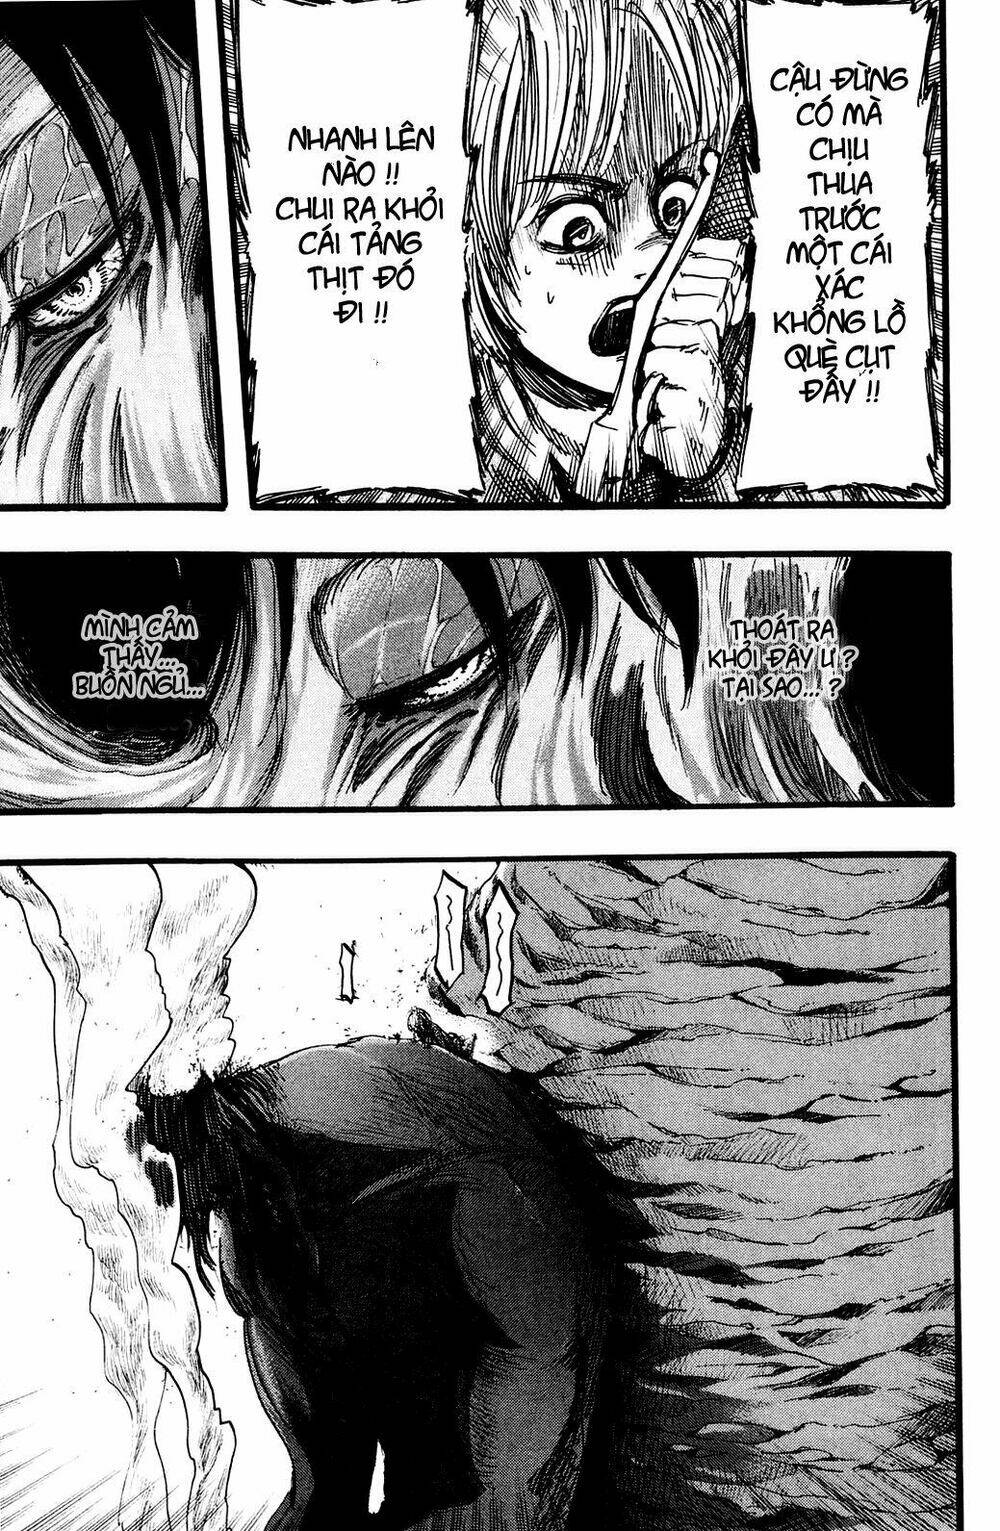 CẬU ĐỪNG
CÓ MÀ
CHỊU
THUA
TRƯỚC
MỘT CÁI
XÁC
KHỔNG LỒ
QUÈ CỤT
ĐẤY !!
NHANH LÊN
NÀO !!
CHUI RA KHỎI
CÁI TẢNG
THỊT ĐÓ
ĐI !!
THOÁT RA
KHỎI ĐÂY Ư ?
TẠI SAO... ?
MÌNH CẢM
THẤY...
BUỒN NGỦ...